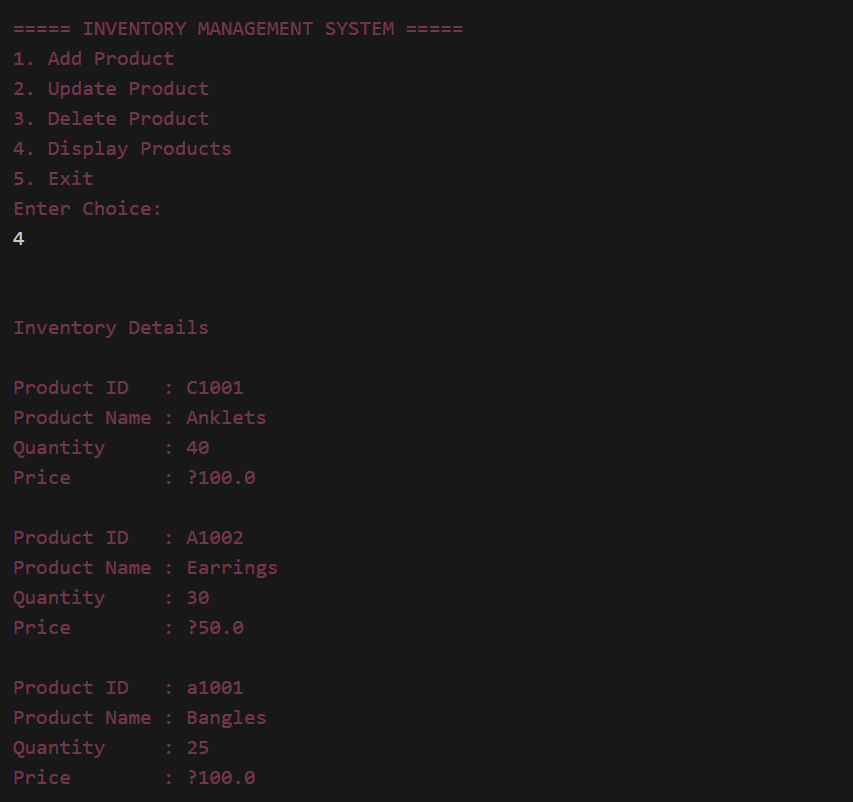 ===== INVENTORY MANAGEMENT SYSTEM =====
1. Add Product
2. Update Product
3. Delete Product
4. Display Products
5. Exit
Enter Choice:
4
Inventory Details
Product ID   : C1001
Product Name : Anklets
Quantity     : 40
Price        : ?100.0
Product ID   : A1002
Product Name : Earrings
Quantity     : 30
Price        : ?50.0
Product ID   : a1001
Product Name : Bangles
Quantity     : 25
Price        : ?100.0